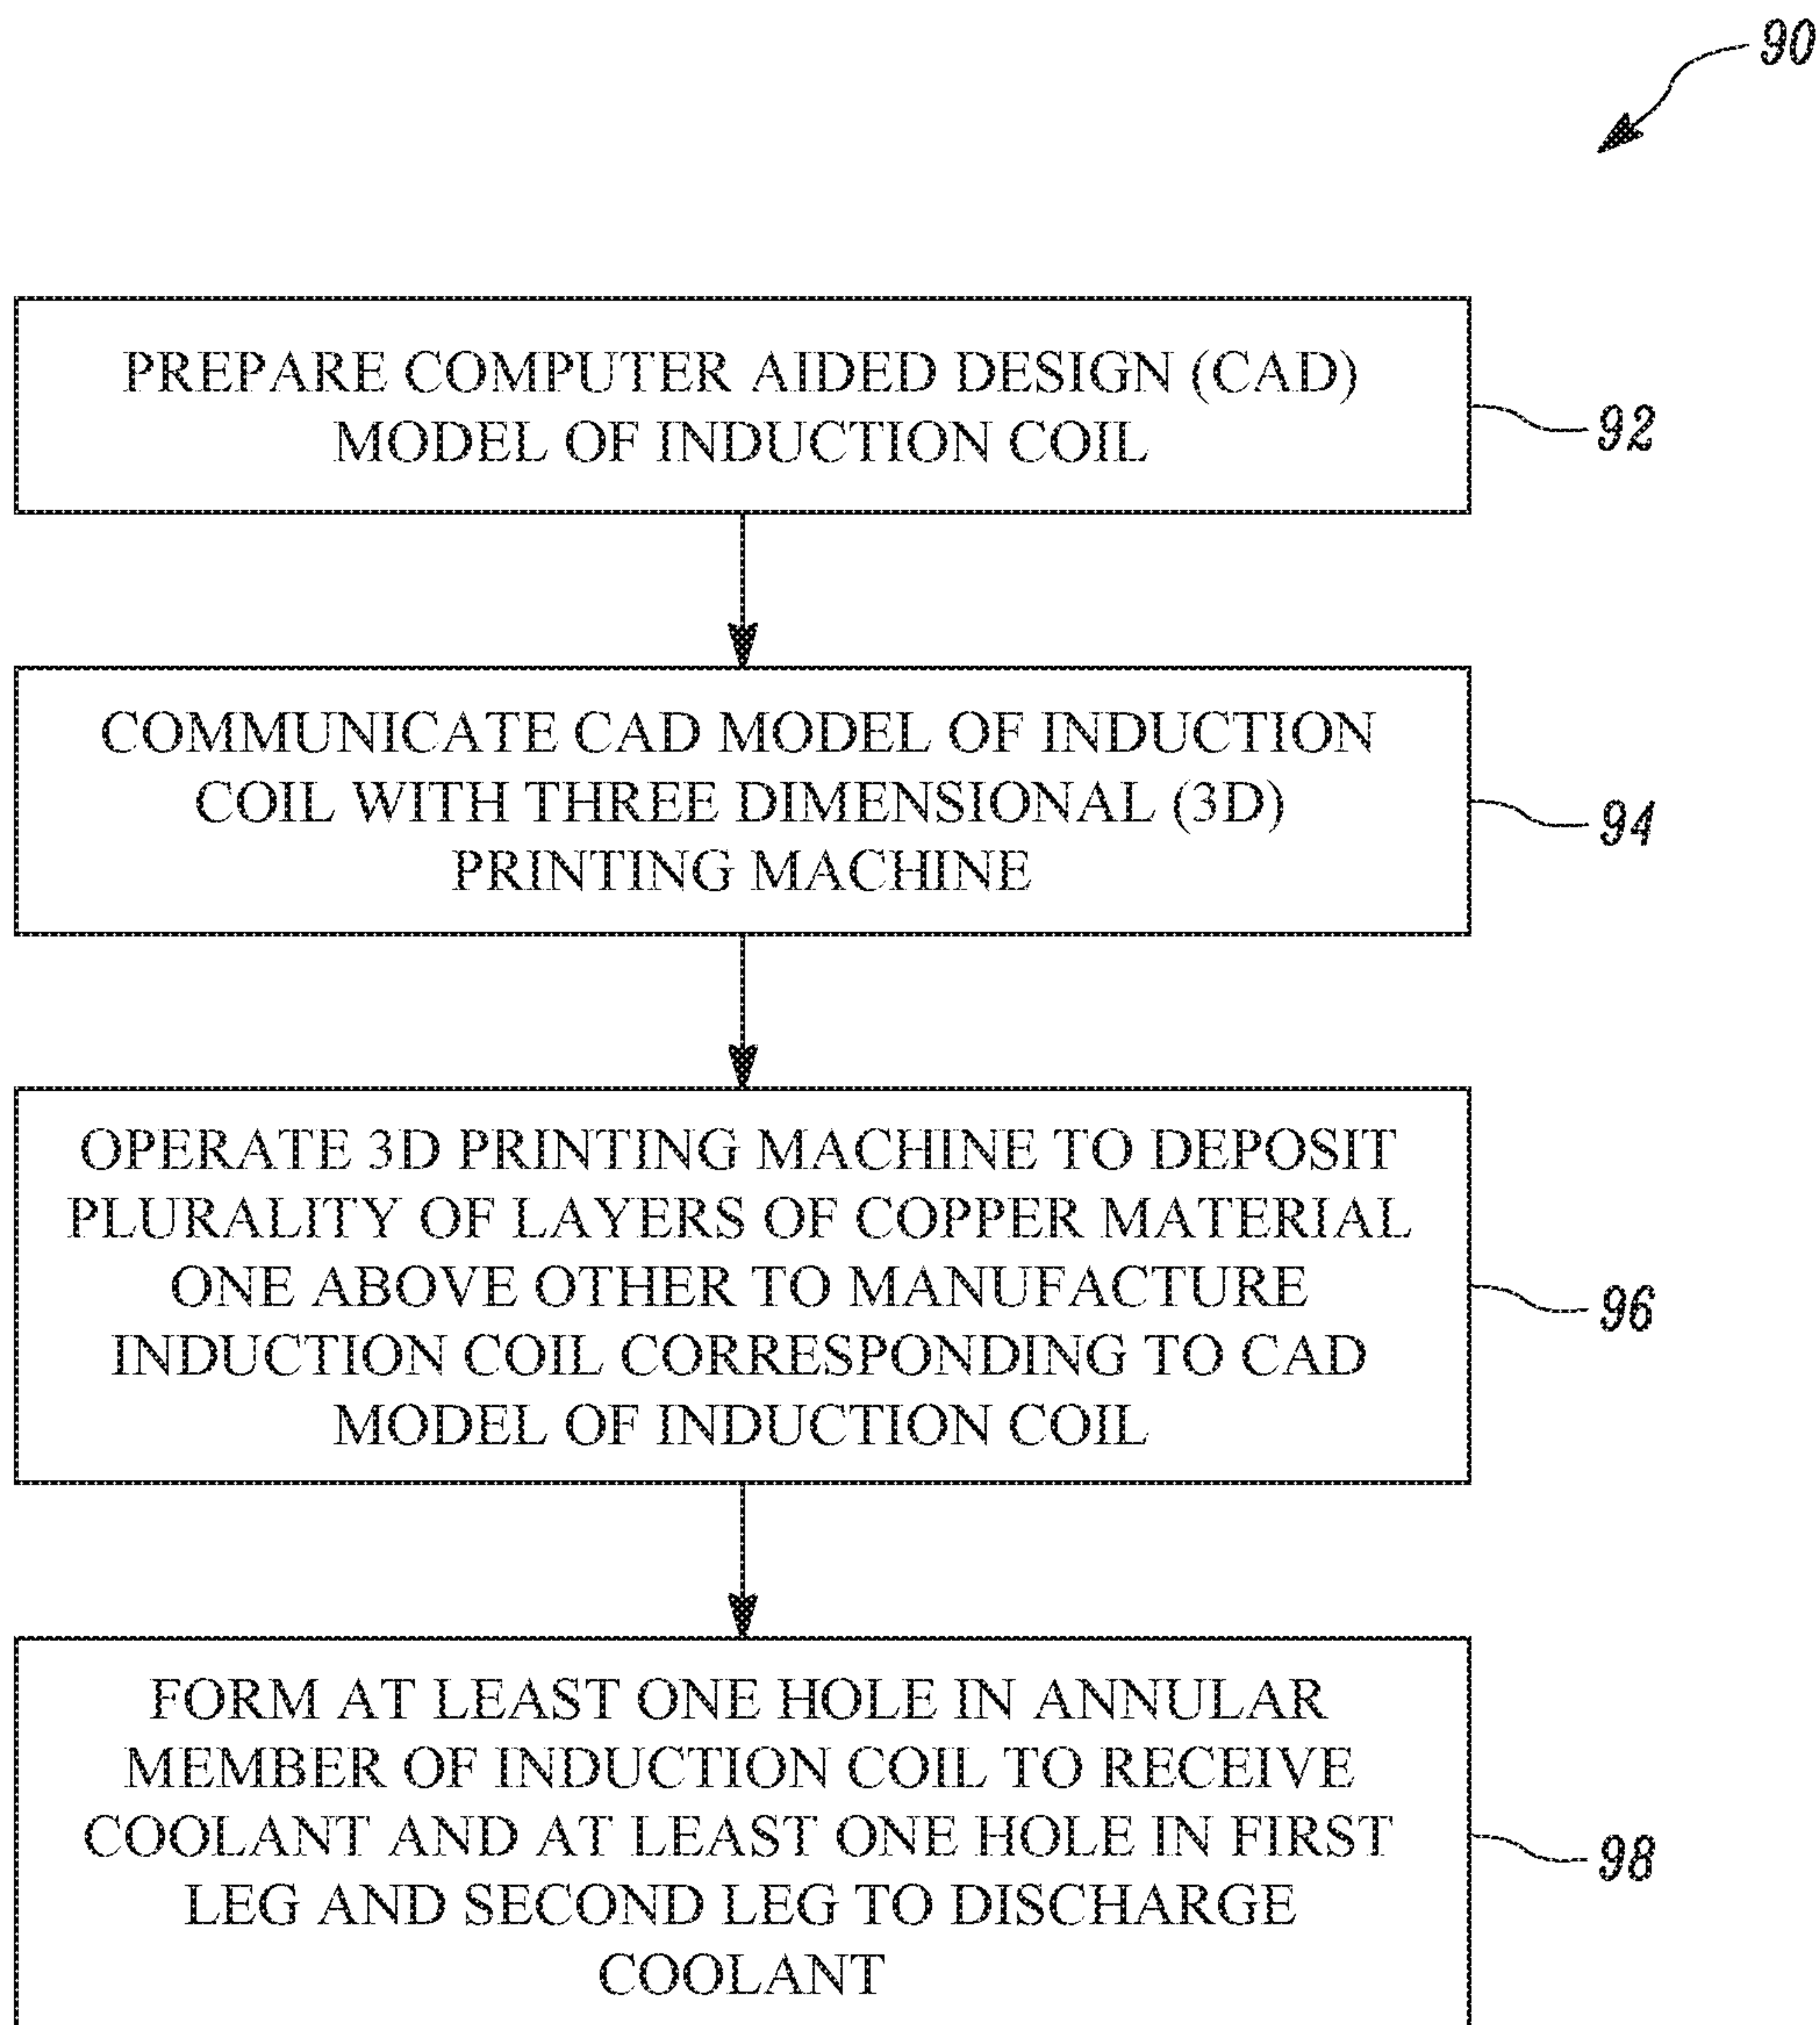 90
PREPARE COMPUTER AIDED DESIGN (CAD)
MODEL OF INDUCTION COIL
92
COMMUNICATE CAD MODEL OF INDUCTION
COIL WITH THREE DIMENSIONAL (3D)
PRINTING MACHINE
94
OPERATE 3D PRINTING MACHINE TO DEPOSIT
PLURALITY OF LAYERS OF COPPER MATERIAL
ONE ABOVE OTHER TO MANUFACTURE
INDUCTION COIL CORRESPONDING TO CAD
MODEL OF INDUCTION COIL
96
FORM AT LEAST ONE HOLE IN ANNULAR
MEMBER OF INDUCTION COIL TO RECEIVE
COOLANT AND AT LEAST ONE HOLE IN FIRST
LEG AND SECOND LEG TO DISCHARGE
COOLANT
98